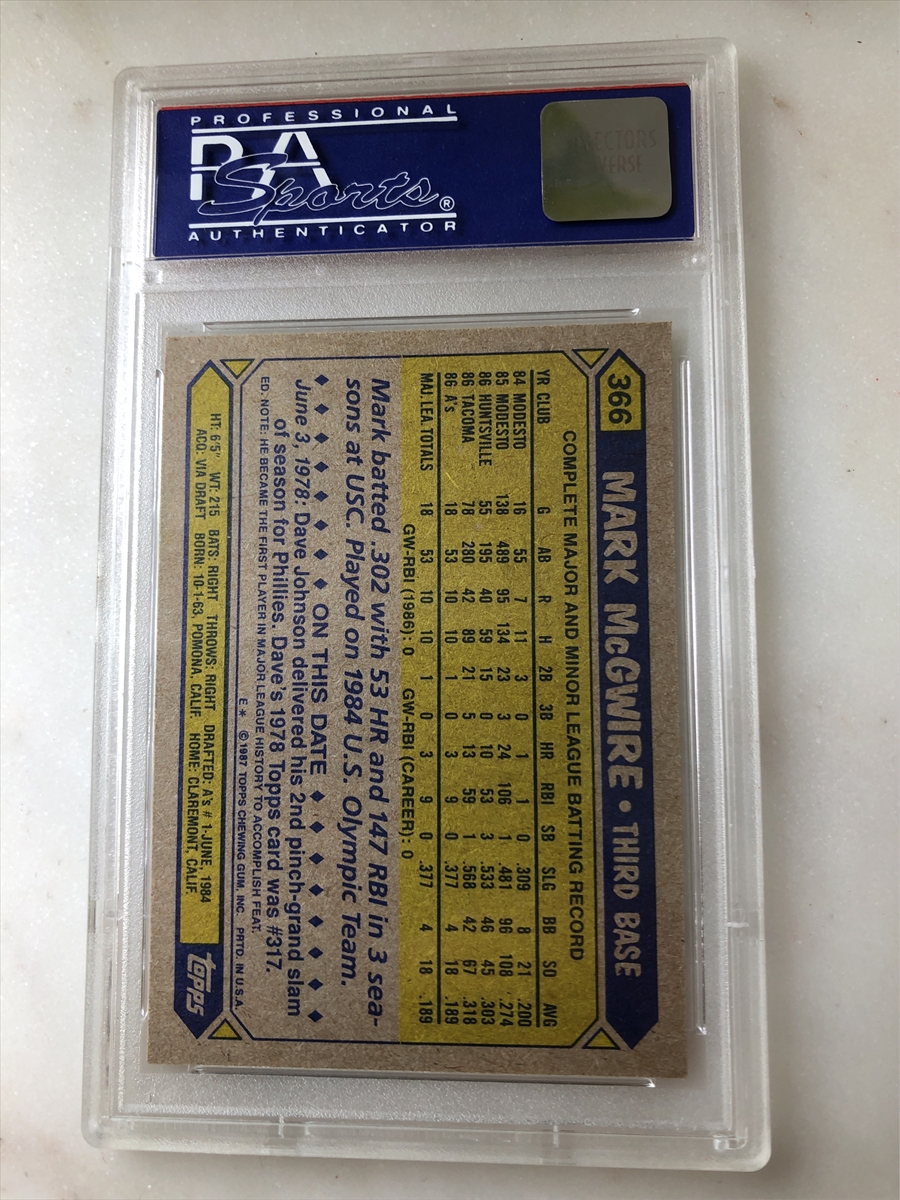 PROFESSIONAL
PSA
Sports®
AUTHENTICATOR
366 MARK McGWIRE • THIRD BASE
COMPLETE MAJOR AND MINOR LEAGUE BATTING RECORD
YR CLUB G AB R H 2B 3B HR RBI SB SLG BB SO AVG
84 MODESTO 16 55 7 11 3 0 1 1 0 .309 8 21 .200
85 MODESTO 138 489 95 134 23 3 24 106 1 .481 96 108 .274
86 HUNTSVILLE 55 195 40 59 15 0 10 53 3 .533 46 45 .303
86 TACOMA 78 280 42 89 21 5 13 59 1 .568 42 67 .318
86 A's 18 53 10 10 1 0 3 9 0 .377 4 18 .189
MAJ. LEA. TOTALS 18 53 10 10 1 0 3 9 0 .377 4 18 .189
GW-RBI (1986): 0 GW-RBI (CAREER): 0
Mark batted .302 with 53 HR and 147 RBI in 3 sea-
sons at USC. Played on 1984 U.S. Olympic Team.
ON THIS DATE
June 3, 1978: Dave Johnson delivered his 2nd pinch-grand slam
of season for Phillies. Dave's 1978 Topps card was #317.
ED. NOTE: HE BECAME THE FIRST PLAYER IN MAJOR LEAGUE HISTORY TO ACCOMPLISH FEAT.
E* ©1987 TOPPS CHEWING GUM, INC. PRTD. IN U.S.A.
HT: 6'5" WT: 215 BATS: RIGHT THROWS: RIGHT DRAFTED: A's #1-JUNE, 1984
ACQ: VIA DRAFT BORN: 10-1-63, POMONA, CALIF. HOME: CLAREMONT, CALIF.
topps